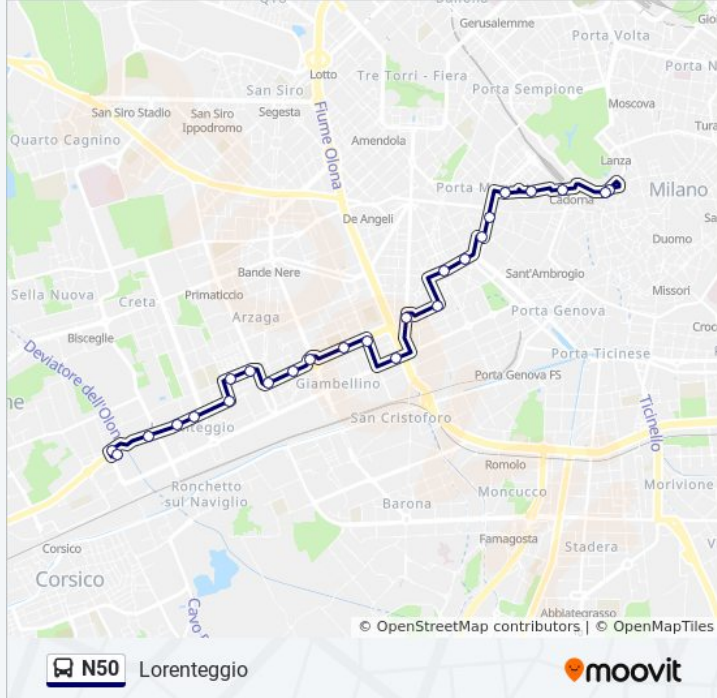 Gerusalemme
Porta Volta
Lotto
Tre Torri - Fiera
San Siro
Porta Sempione
Moscova
San Siro Stadio
San Siro
Ippodromo
Segesta
Fiume Olona
Quarto Cagnino
Amendola
Lanza
Porta M
Milano
Cadorna
De Angeli
Duomo
Bande Nere
Sant'Ambrogio
Sella Nuova
Creta
Primaticcio
Missori
Arzaga
Porta Genova
Bisceglie
Porta Ticinese
Deviatore dell'Olon
Porta Genova FS
Giambellino
San Cristoforo
Ticinello
enteggio
Romolo
Ronchetto
sul Naviglio
Moncucco
Morivione
Barona
Famagosta
Corsico
Stadera
Corsico
Cavo
Abbiategrasso
© OpenStreetMap contributors | © OpenMapTiles
N50 Lorenteggio
moovit